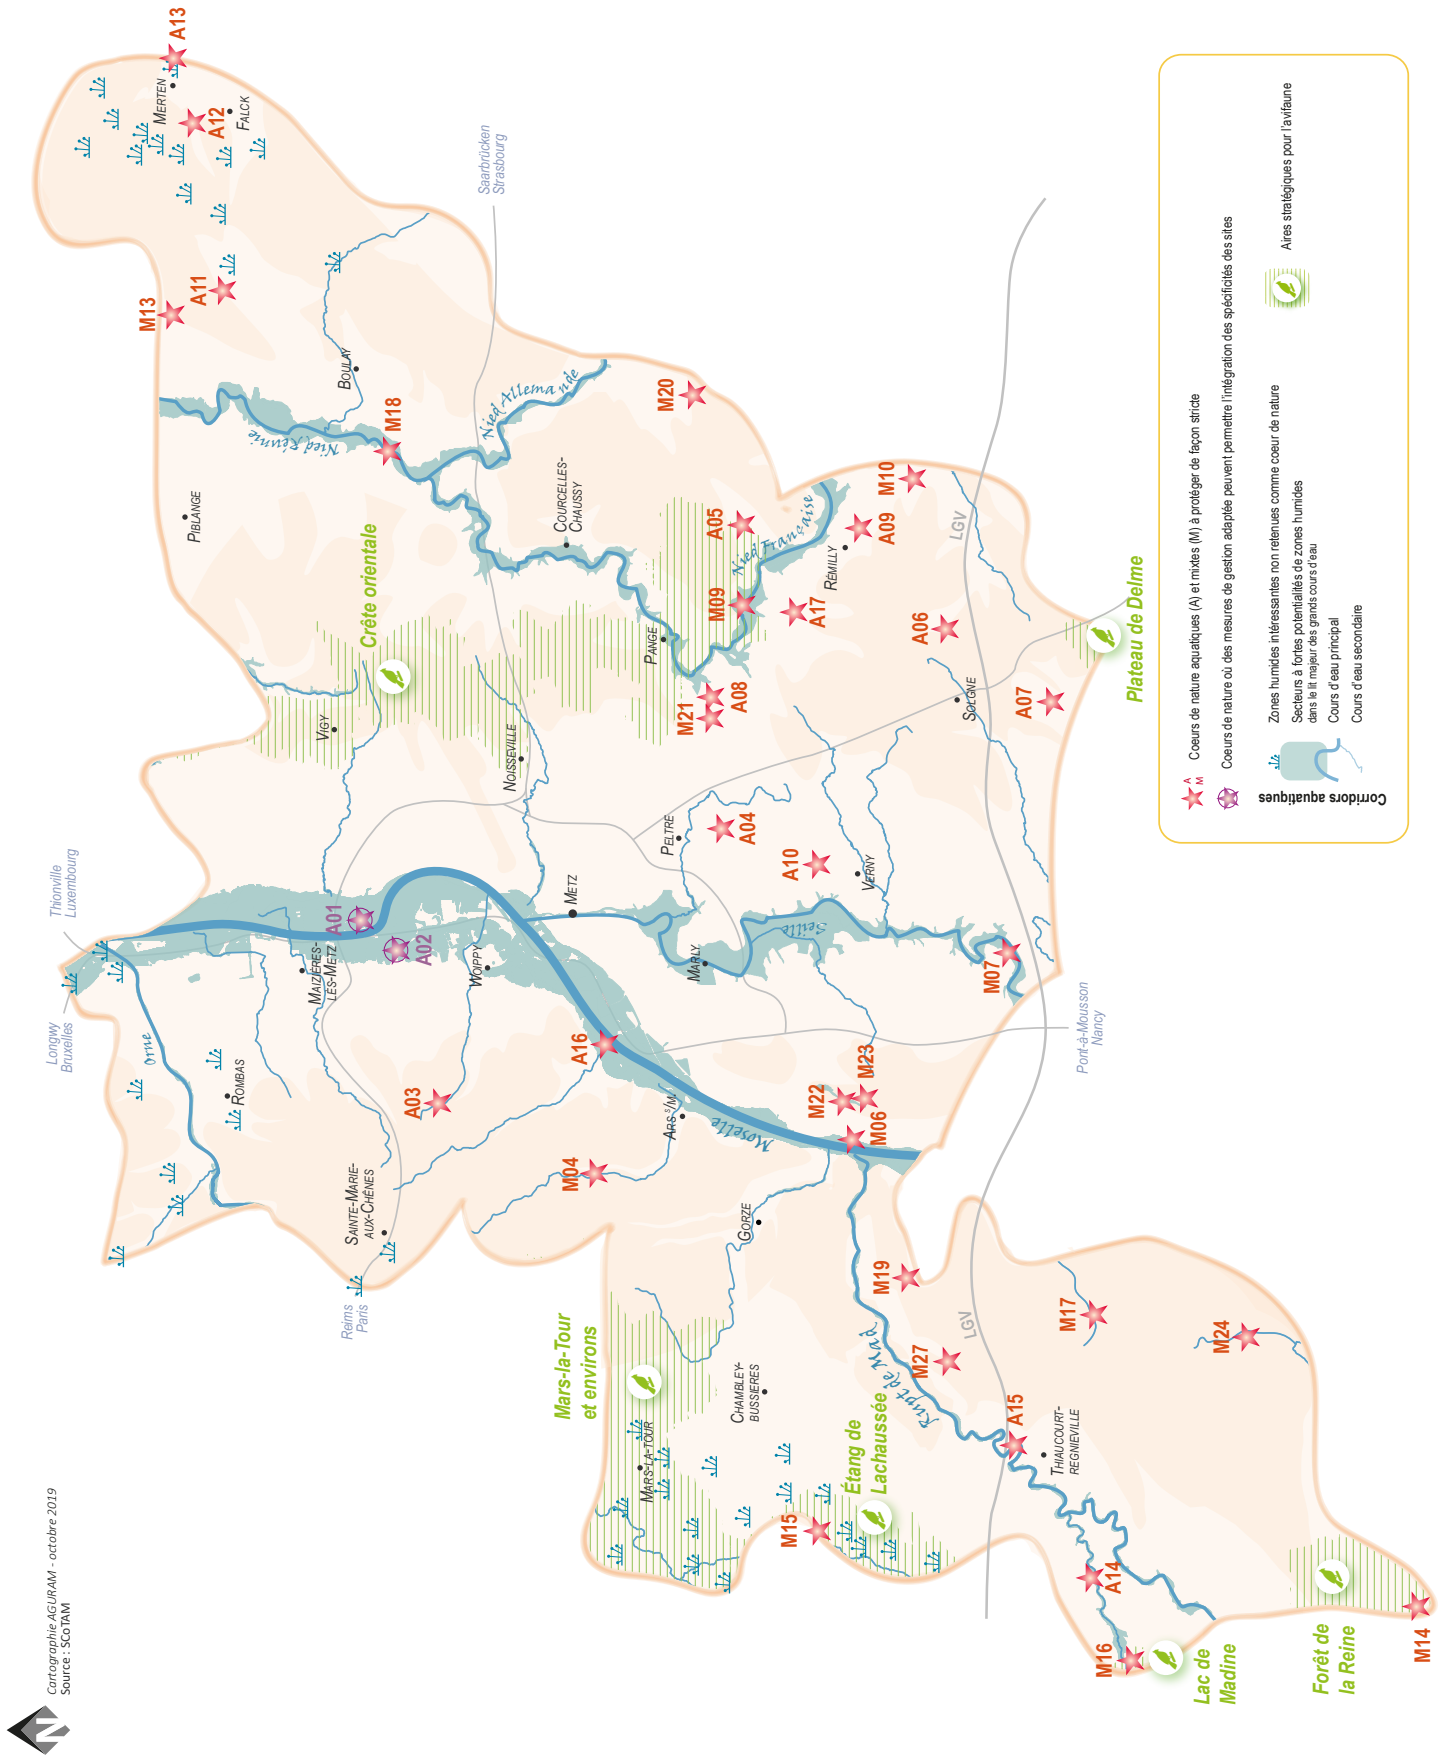 Cartographie AGURAM - octobre 2019
Source : SCoTAM
N
Longwy
Bruxelles
Thionville
Luxembourg
Saarbrücken
Strasbourg
Reims
Paris
Pont-à-Mousson
Nancy
LGV
LGV
Orne
Moselle
Seille
Rupt de Mad
Nied Réunie
Nied Allemande
Nied Française
ROMBAS
MAIZIÈRES-
LES-METZ
SAINTE-MARIE-
AUX-CHÊNES
WOIPPY
METZ
ARS S/M.
GORZE
MARS-LA-TOUR
CHAMBLEY-
BUSSIERES
THIAUCOURT-
REGNIEVILLE
MARLY
PELTRE
VERNY
SOLGNE
RÉMILLY
PANGE
NOISSEVILLE
VIGY
COURCELLES-
CHAUSSY
PIBLANGE
BOULAY
FALCK
MERTEN
Crête orientale
Plateau de Delme
Mars-la-Tour
et environs
Étang de
Lachaussée
Lac de
Madine
Forêt de
la Reine
A01
A02
A03
A04
A05
A06
A07
A08
A09
A10
A11
A12
A13
A14
A15
A16
A17
M04
M06
M07
M09
M10
M13
M14
M15
M16
M17
M18
M19
M20
M21
M22
M23
M24
M27
A
M
Coeurs de nature aquatiques (A) et mixtes (M) à protéger de façon stricte
Coeurs de nature où des mesures de gestion adaptée peuvent permettre l'intégration des spécificités des sites
Corridors aquatiques
Zones humides intéressantes non retenues comme coeur de nature
Secteurs à fortes potentialités de zones humides
dans le lit majeur des grands cours d'eau
Cours d'eau principal
Cours d'eau secondaire
Aires stratégiques pour l'avifaune